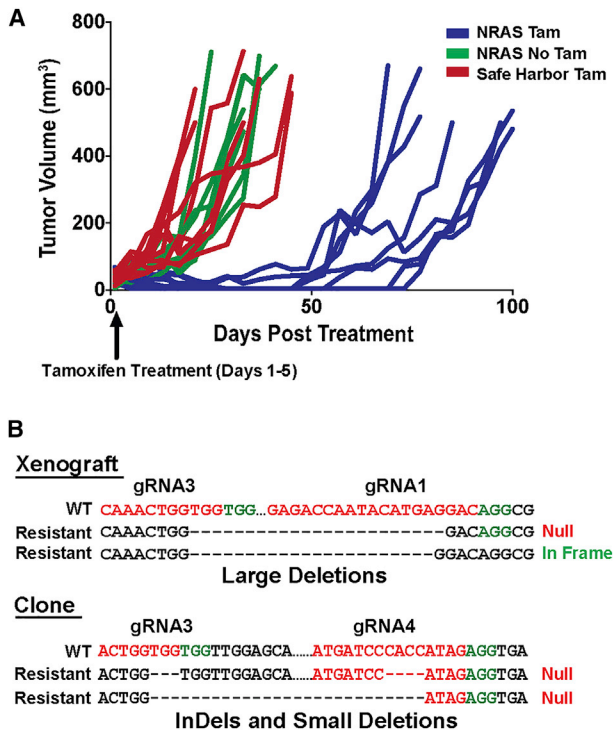 A
Tumor Volume (mm³)
800
600
400
200
0
0
50
100
Days Post Treatment
NRAS Tam
NRAS No Tam
Safe Harbor Tam
Tamoxifen Treatment (Days 1-5)
B
Xenograft
gRNA3 gRNA1
WT CAAACTGGTGGTGG...GAGACCAATACATGAGGACAGGCG
Resistant CAAACTGG--------------------------GACAGGCG Null
Resistant CAAACTGG-------------------------GGACAGGCG In Frame
Large Deletions
Clone
gRNA3 gRNA4
WT ACTGGTGGTGGTTGGAGCA......ATGATCCCACCATAGAGGTGA
Resistant ACTGG---TGGTTGGAGCA......ATGATCC----ATAGAGGTGA Null
Resistant ACTGG------------------------------ATAGAGGTGA Null
InDels and Small Deletions